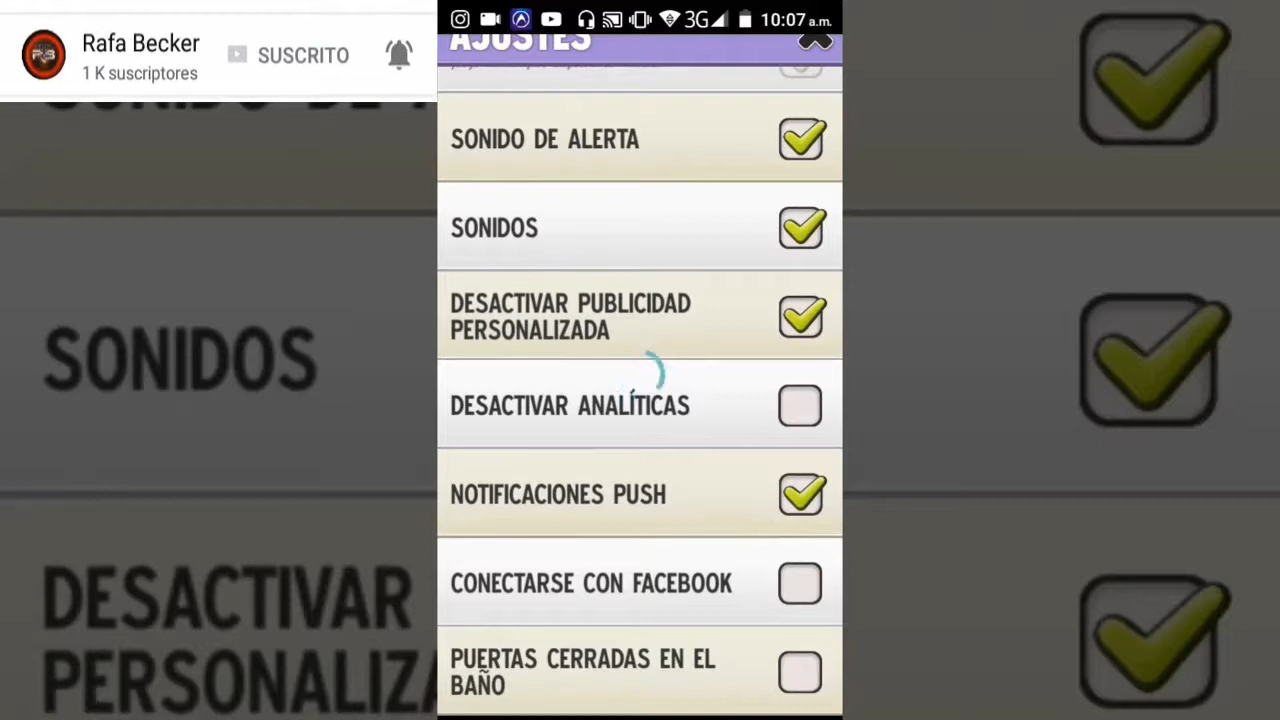 Rafa Becker
1 K suscriptores
SUSCRITO
3G
10:07 a.m.
AJUSTES
SONIDO DE ALERTA
SONIDOS
DESACTIVAR PUBLICIDAD
PERSONALIZADA
DESACTIVAR ANALÍTICAS
NOTIFICACIONES PUSH
CONECTARSE CON FACEBOOK
PUERTAS CERRADAS EN EL
BAÑO
SONIDOS
DESACTIVAR
PERSONALIZA